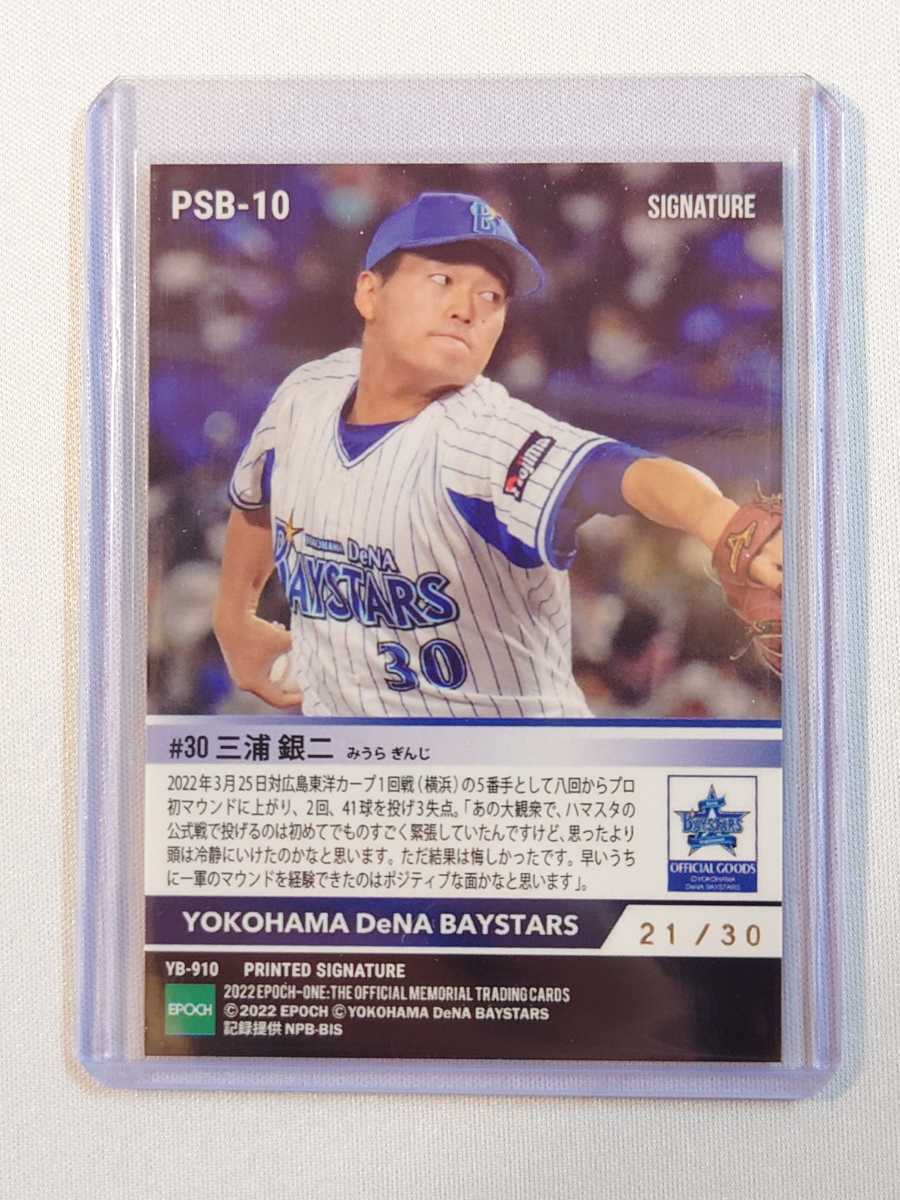 PSB-10
SIGNATURE
B
YOKOHAMA DeNA
BAYSTARS
30
#30 三浦 銀二 みうら ぎんじ
2022年3月25日対広島東洋カープ1回戦(横浜)の5番手として八回からプロ
初マウンドに上がり、2回、41球を投げ3失点。「あの大観衆で、ハマスタの
公式戦で投げるのは初めてでものすごく緊張していたんですけど、思ったより
頭は冷静にいけたのかなと思います。ただ結果は悔しかったです。早いうち
に一軍のマウンドを経験できたのはポジティブな面かなと思います」。
BAYSTARS
OFFICIAL GOODS
©YOKOHAMA
DeNA BAYSTARS
YOKOHAMA DeNA BAYSTARS
21/30
YB-910 PRINTED SIGNATURE
EPOCH
2022 EPOCH-ONE:THE OFFICIAL MEMORIAL TRADING CARDS
©2022 EPOCH ©YOKOHAMA DeNA BAYSTARS
記録提供 NPB-BIS